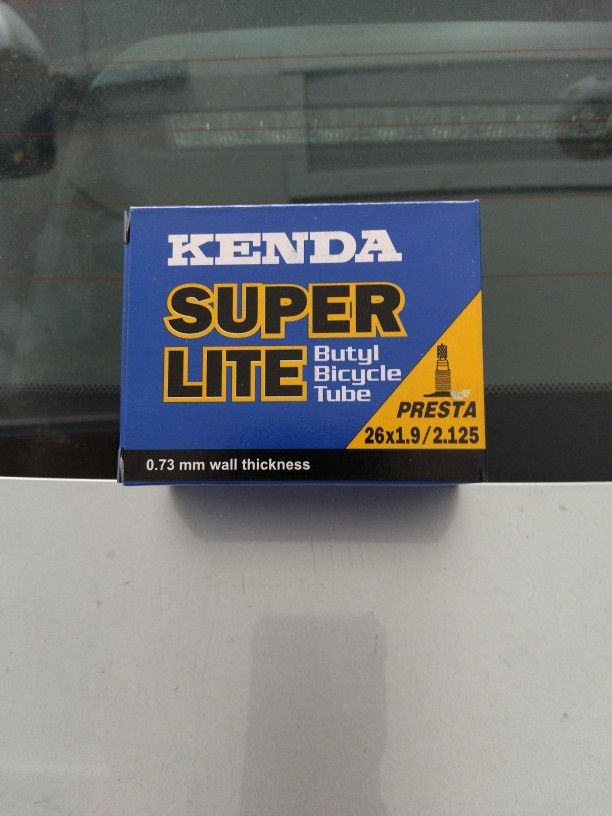 KENDA
SUPER
LITE
Butyl
Bicycle
Tube
PRESTA
26x1.9/2.125
0.73 mm wall thickness